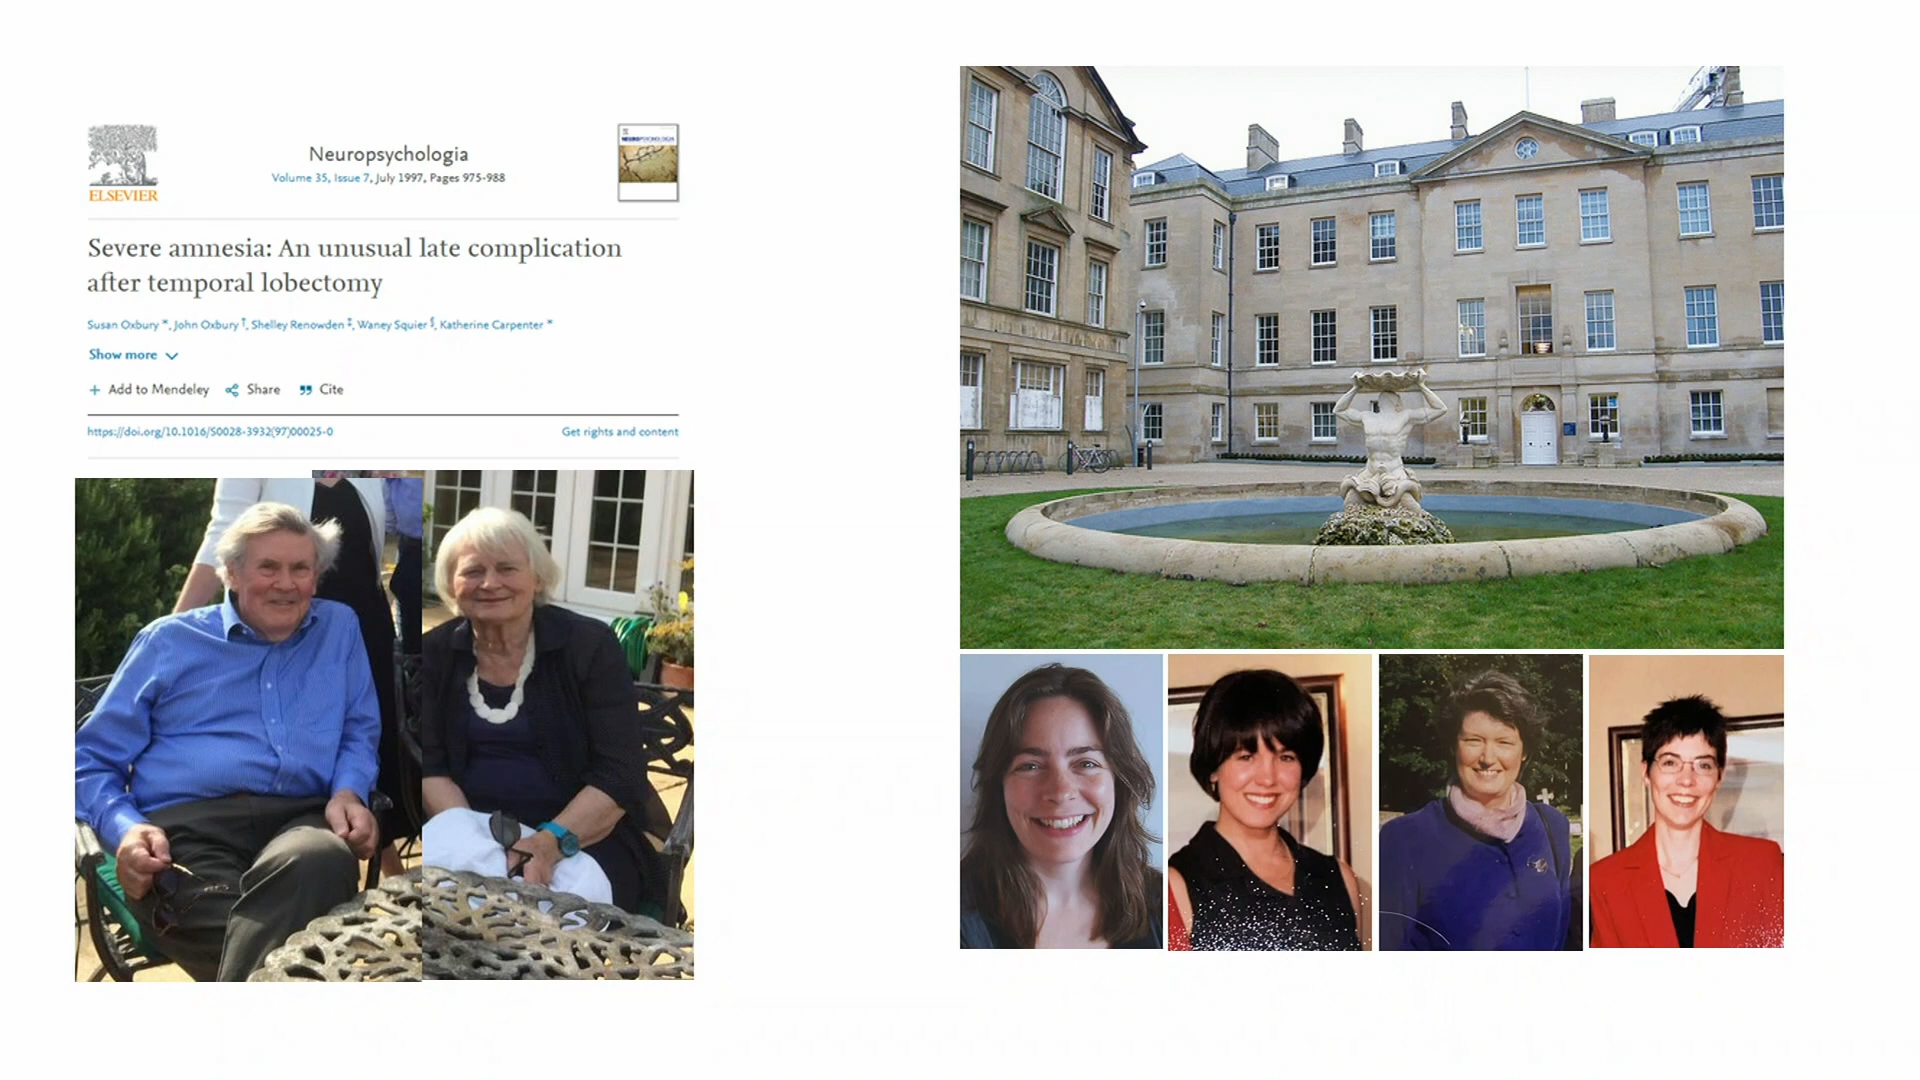 ELSEVIER
Neuropsychologia
Volume 35, Issue 7, July 1997, Pages 975-988
NEUROPSYCHOLOGIA
Severe amnesia: An unusual late complication
after temporal lobectomy
Susan Oxbury *, John Oxbury †, Shelley Renowden ‡, Waney Squier §, Katherine Carpenter *
Show more
+ Add to Mendeley Share Cite
https://doi.org/10.1016/S0028-3932(97)00025-0 Get rights and content